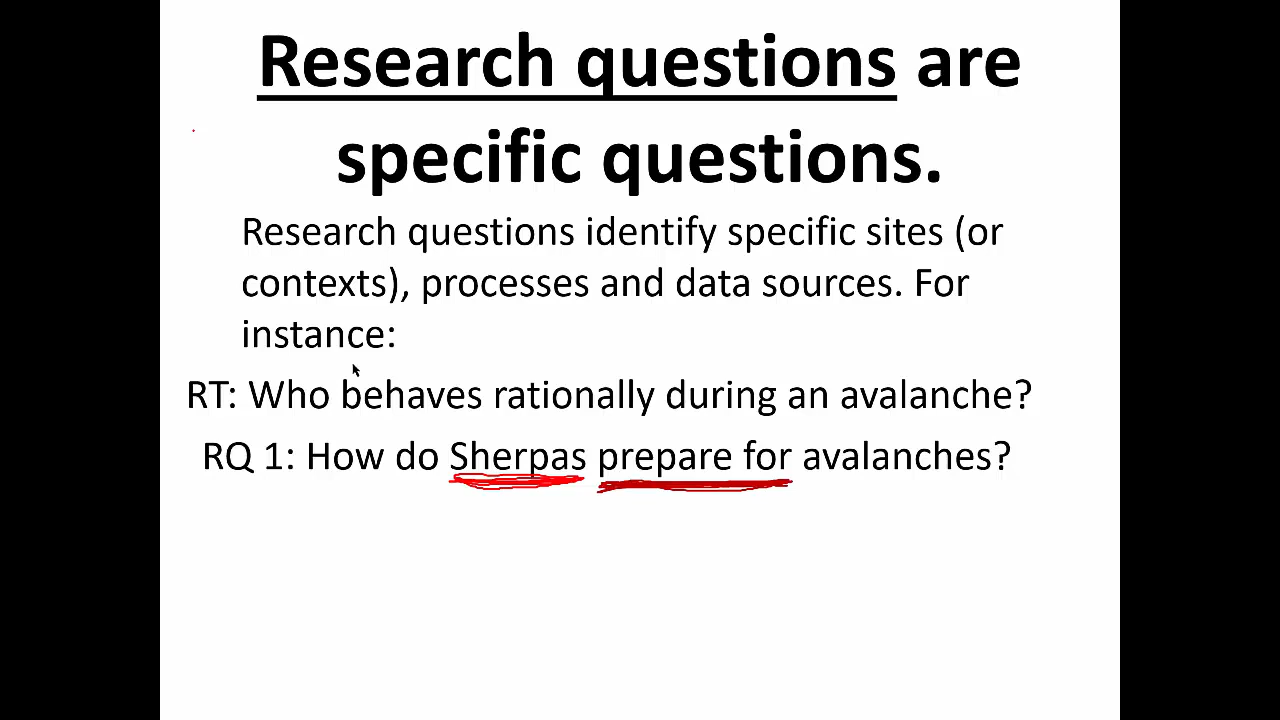 Research questions are
specific questions.
Research questions identify specific sites (or
contexts), processes and data sources. For
instance:
RT: Who behaves rationally during an avalanche?
RQ 1: How do Sherpas prepare for avalanches?